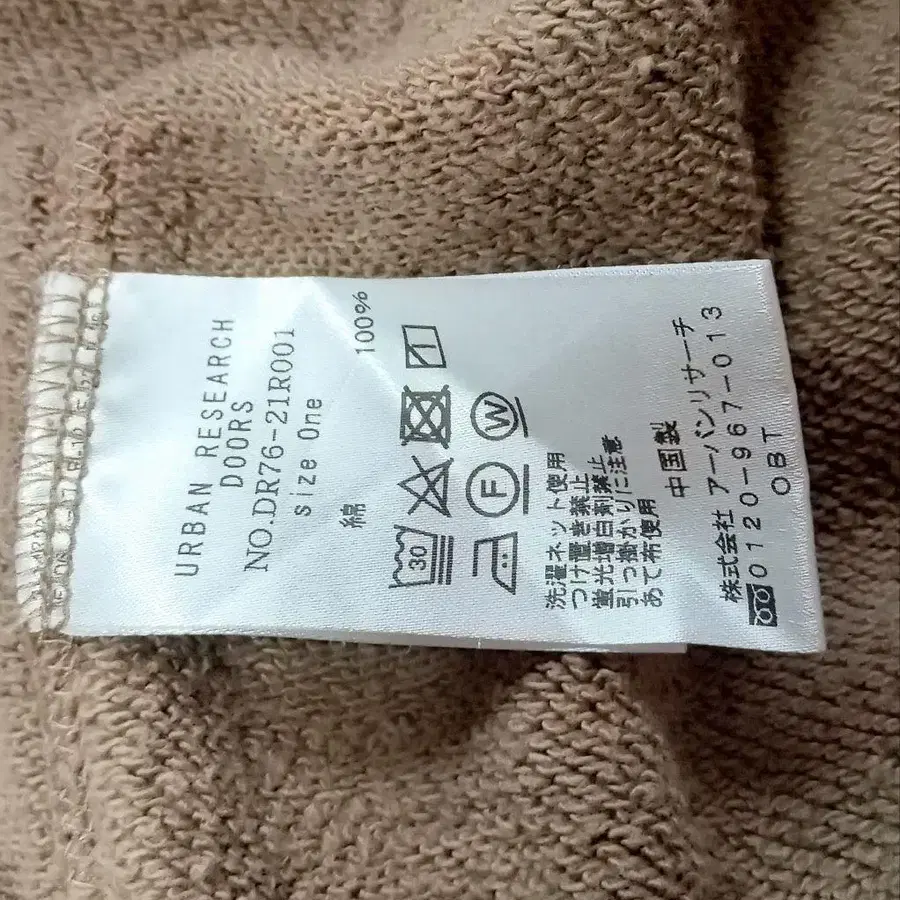 URBAN RESEARCH
DOORS
NO.DR76-21R001
Size One
綿 100%
30
F W
洗濯ネット使用
つけ置き禁止
蛍光増白剤禁止
引っ掛かりに注意
あて布使用
中国製
株式会社 アーバンリサーチ
0120-967-013
OBT